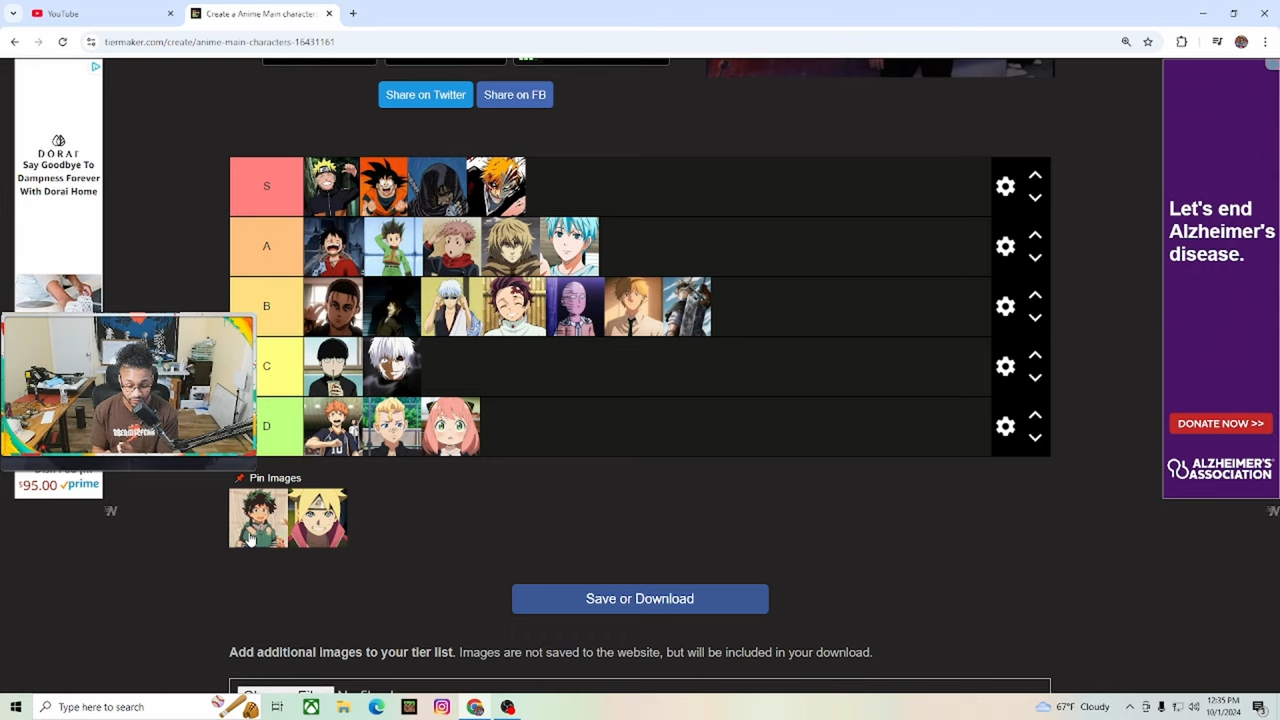 YouTube
Create a Anime Main character
tiermaker.com/create/anime-main-characters-16431161
Share on Twitter
Share on FB
DORAI
Say Goodbye To
Dampness Forever
With Dorai Home
S
A
B
C
D
Let's end
Alzheimer's
disease.
DONATE NOW >>
ALZHEIMER'S
ASSOCIATION
$95.00 prime
Pin Images
Save or Download
Add additional images to your tier list. Images are not saved to the website, but will be included in your download.
Type here to search
67°F Cloudy
12:35 PM
10/1/2024